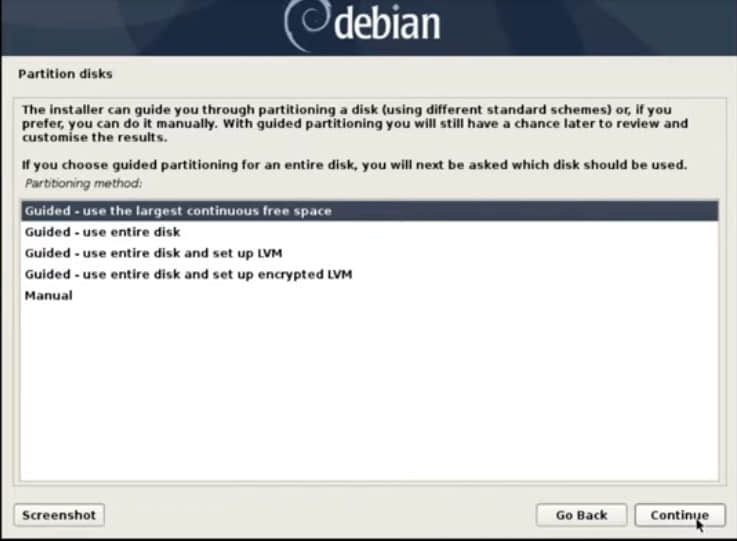 debian
Partition disks
The installer can guide you through partitioning a disk (using different standard schemes) or, if you
prefer, you can do it manually. With guided partitioning you will still have a chance later to review and
customise the results.
If you choose guided partitioning for an entire disk, you will next be asked which disk should be used.
Partitioning method:
Guided - use the largest continuous free space
Guided - use entire disk
Guided - use entire disk and set up LVM
Guided - use entire disk and set up encrypted LVM
Manual
Screenshot
Go Back
Continue